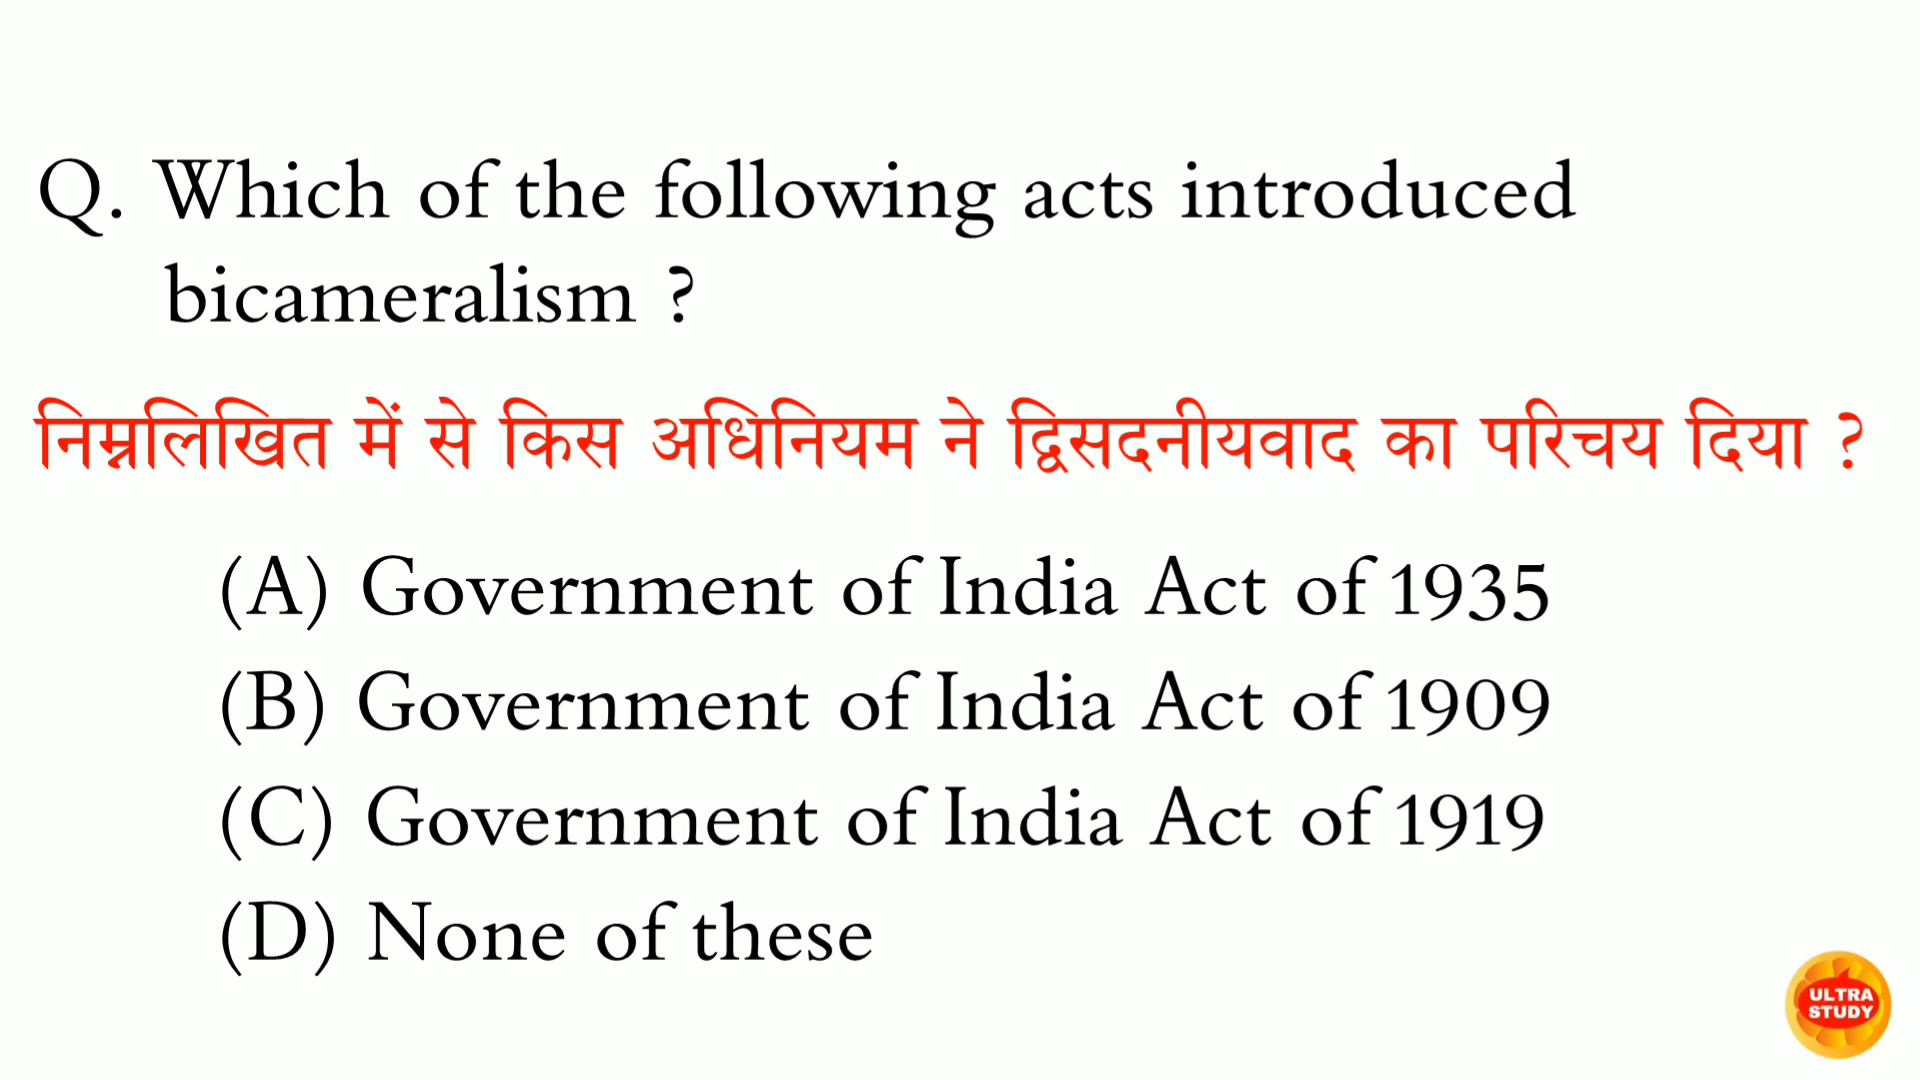 Q. Which of the following acts introduced
bicameralism ?
निम्नलिखित में से किस अधिनियम ने द्विसदनीयवाद का परिचय दिया ?
(A) Government of India Act of 1935
(B) Government of India Act of 1909
(C) Government of India Act of 1919
(D) None of these
ULTRA
STUDY